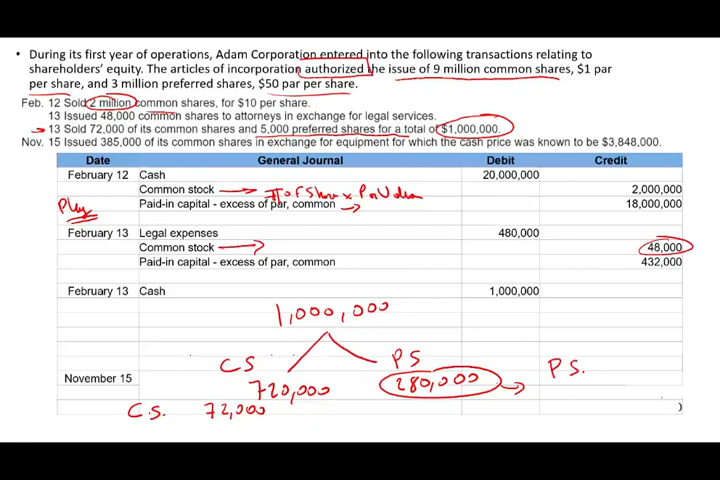 • During its first year of operations, Adam Corporation entered into the following transactions relating to
shareholders' equity. The articles of incorporation authorized the issue of 9 million common shares, $1 par
per share, and 3 million preferred shares, $50 par per share.
Feb. 12 Sold 2 million common shares, for $10 per share.
13 Issued 48,000 common shares to attorneys in exchange for legal services.
13 Sold 72,000 of its common shares and 5,000 preferred shares for a total of $1,000,000.
Nov. 15 Issued 385,000 of its common shares in exchange for equipment for which the cash price was known to be $3,848,000.
Date General Journal Debit Credit
February 12 Cash 20,000,000
Common stock # of Share x Par Value 2,000,000
Paid-in capital - excess of par, common 18,000,000
February 13 Legal expenses 480,000
Common stock 48,000
Paid-in capital - excess of par, common 432,000
February 13 Cash 1,000,000
1,000,000
CS PS PS.
November 15
720,000 280,000
C.S. 72,000